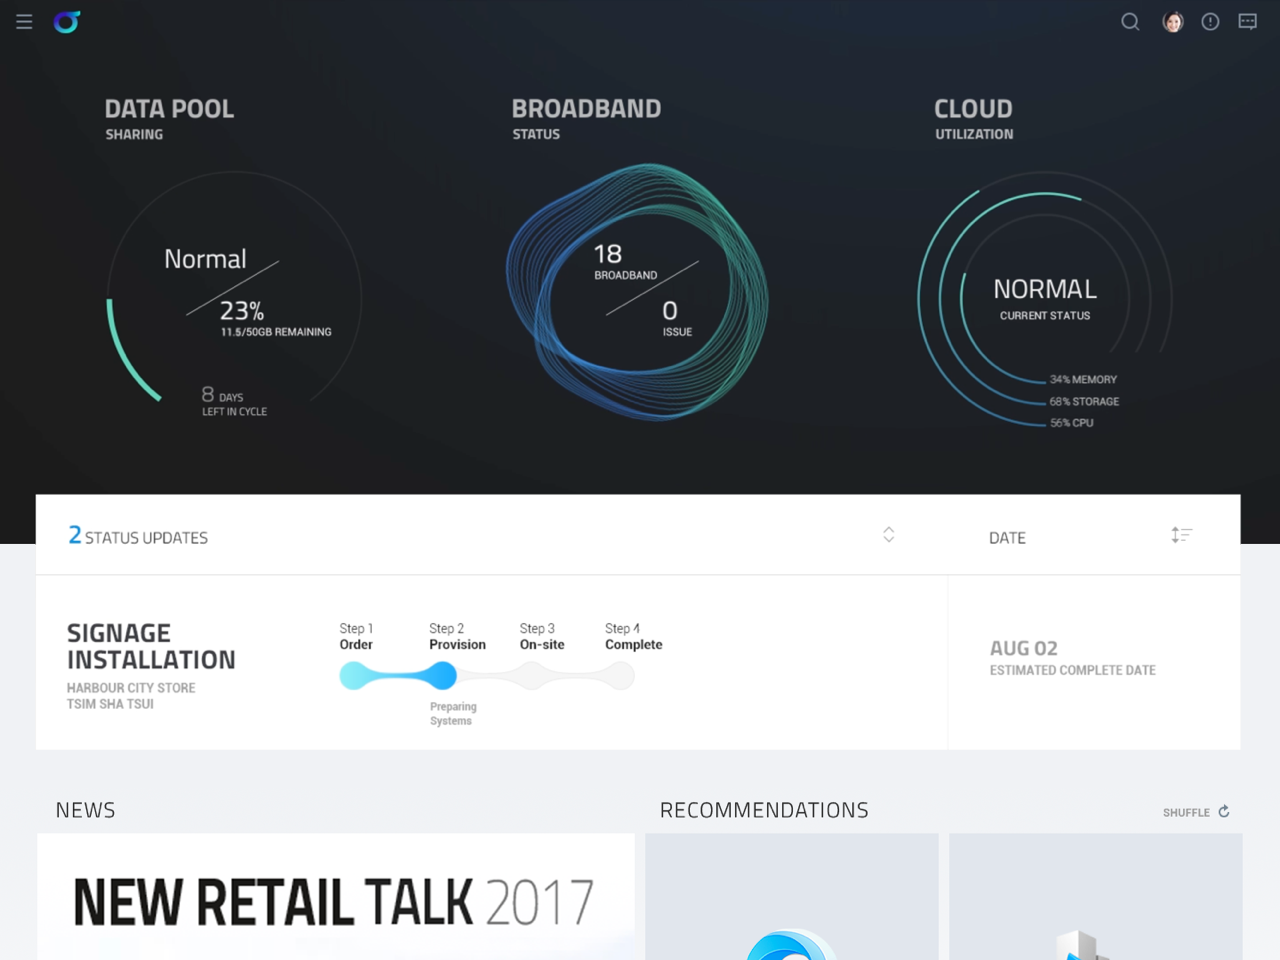 DATA POOL
SHARING
Normal
23%
11.5/50GB REMAINING
8 DAYS
LEFT IN CYCLE
BROADBAND
STATUS
18
BROADBAND
0
ISSUE
CLOUD
UTILIZATION
NORMAL
CURRENT STATUS
34% MEMORY
68% STORAGE
56% CPU
2 STATUS UPDATES
DATE
SIGNAGE
INSTALLATION
HARBOUR CITY STORE
TSIM SHA TSUI
Step 1
Order
Step 2
Provision
Step 3
On-site
Step 4
Complete
Preparing
Systems
AUG 02
ESTIMATED COMPLETE DATE
NEWS
RECOMMENDATIONS
SHUFFLE
NEW RETAIL TALK 2017